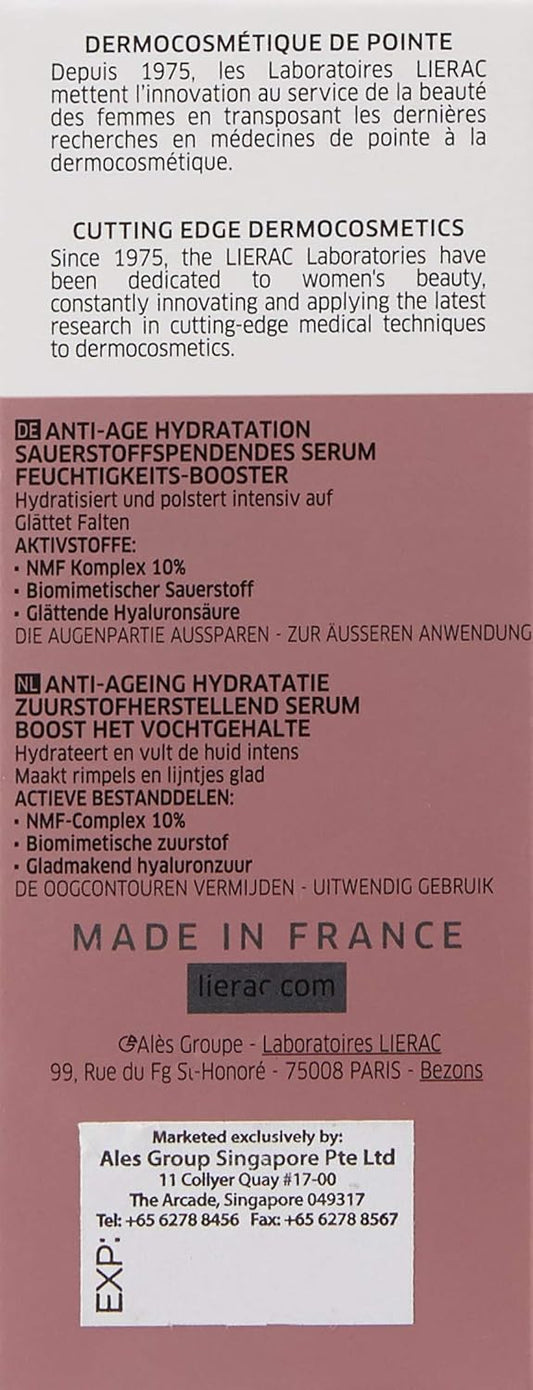 DERMOCOSMÉTIQUE DE POINTE
Depuis 1975, les Laboratoires LIERAC
mettent l'innovation au service de la beauté
des femmes en transposant les dernières
recherches en médecines de pointe à la
dermocosmétique.
CUTTING EDGE DERMOCOSMETICS
Since 1975, the LIERAC Laboratories have
been dedicated to women's beauty,
constantly innovating and applying the latest
research in cutting-edge medical techniques
to dermocosmetics.
DE ANTI-AGE HYDRATATION
SAUERSTOFFSPENDENDES SERUM
FEUCHTIGKEITS-BOOSTER
Hydratisiert und polstert intensiv auf
Glättet Falten
AKTIVSTOFFE:
· NMF Komplex 10%
· Biomimetischer Sauerstoff
· Glättende Hyaluronsäure
DIE AUGENPARTIE AUSSPAREN - ZUR ÄUSSEREN ANWENDUNG
NL ANTI-AGEING HYDRATATIE
ZUURSTOFHERSTELLEND SERUM
BOOST HET VOCHTGEHALTE
Hydrateert en vult de huid intens
Maakt rimpels en lijntjes glad
ACTIEVE BESTANDDELEN:
· NMF-Complex 10%
· Biomimetische zuurstof
· Gladmakend hyaluronzuur
DE OOGCONTOUREN VERMIJDEN - UITWENDIG GEBRUIK
MADE IN FRANCE
lierac com
Alès Groupe - Laboratoires LIERAC
99, Rue du Fg St-Honoré - 75008 PARIS - Bezons
Marketed exclusively by:
Ales Group Singapore Pte Ltd
11 Collyer Quay #17-00
The Arcade, Singapore 049317
Tel: +65 6278 8456 Fax: +65 6278 8567
EXP: